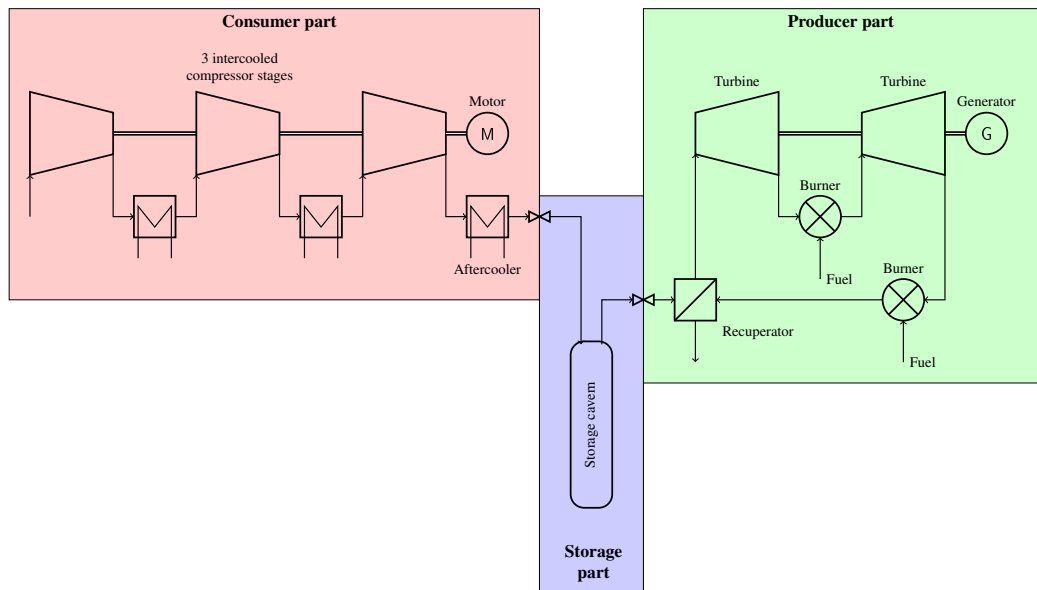 Consumer part
Producer part
3 intercooled
compressor stages
Motor
M
Turbine
Turbine
Generator
G
Burner
Fuel
Aftercooler
Burner
Fuel
Recuperator
Storage cavern
Storage
part